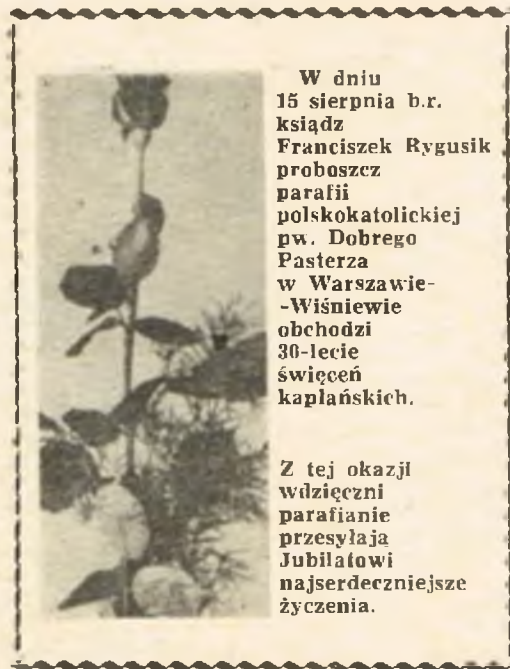 W dniu
15 sierpnia b.r.
ksiądz
Franciszek Rygusik
proboszcz
parafii
polskokatolickiej
pw. Dobrego
Pasterza
w Warszawie-
-Wiśniewie
obchodzi
30-lecie
święceń
kapłańskich.
Z tej okazji
wdzięczni
parafianie
przesyłają
Jubilatowi
najserdeczniejsze
życzenia.